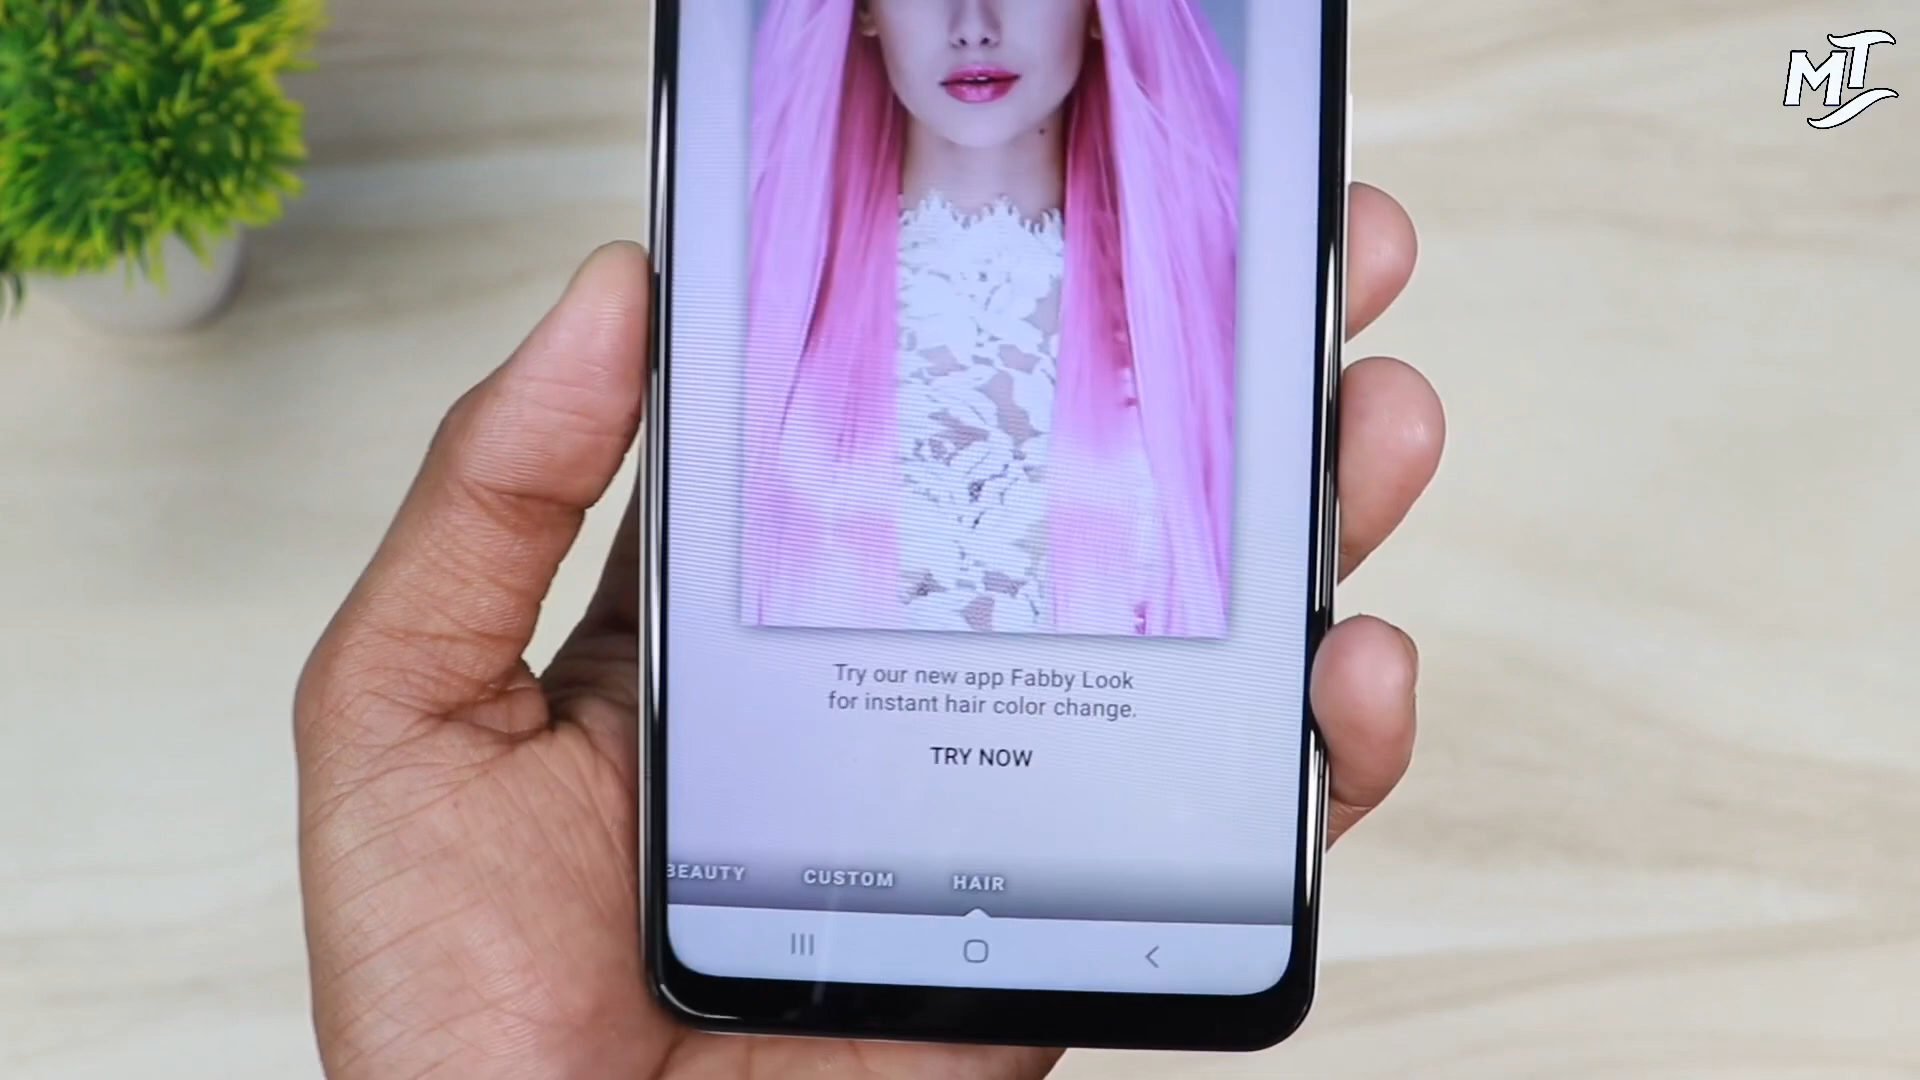 MT
Try our new app Fabby Look
for instant hair color change.
TRY NOW
BEAUTY CUSTOM HAIR